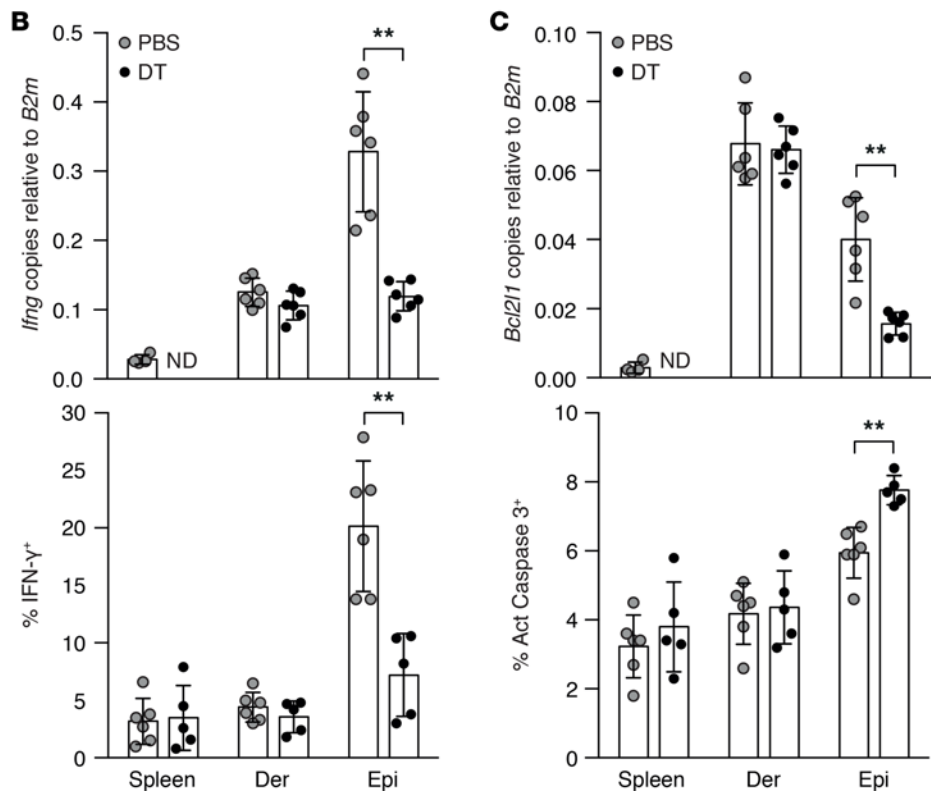 B
Ifng copies relative to B2m
0.5
0.4
0.3
0.2
0.1
0.0
PBS
DT
**
ND
% IFN-γ⁺
30
25
20
15
10
5
0
**
Spleen Der Epi
C
Bcl2l1 copies relative to B2m
0.10
0.08
0.06
0.04
0.02
0.00
PBS
DT
**
ND
% Act Caspase 3⁺
10
8
6
4
2
0
**
Spleen Der Epi